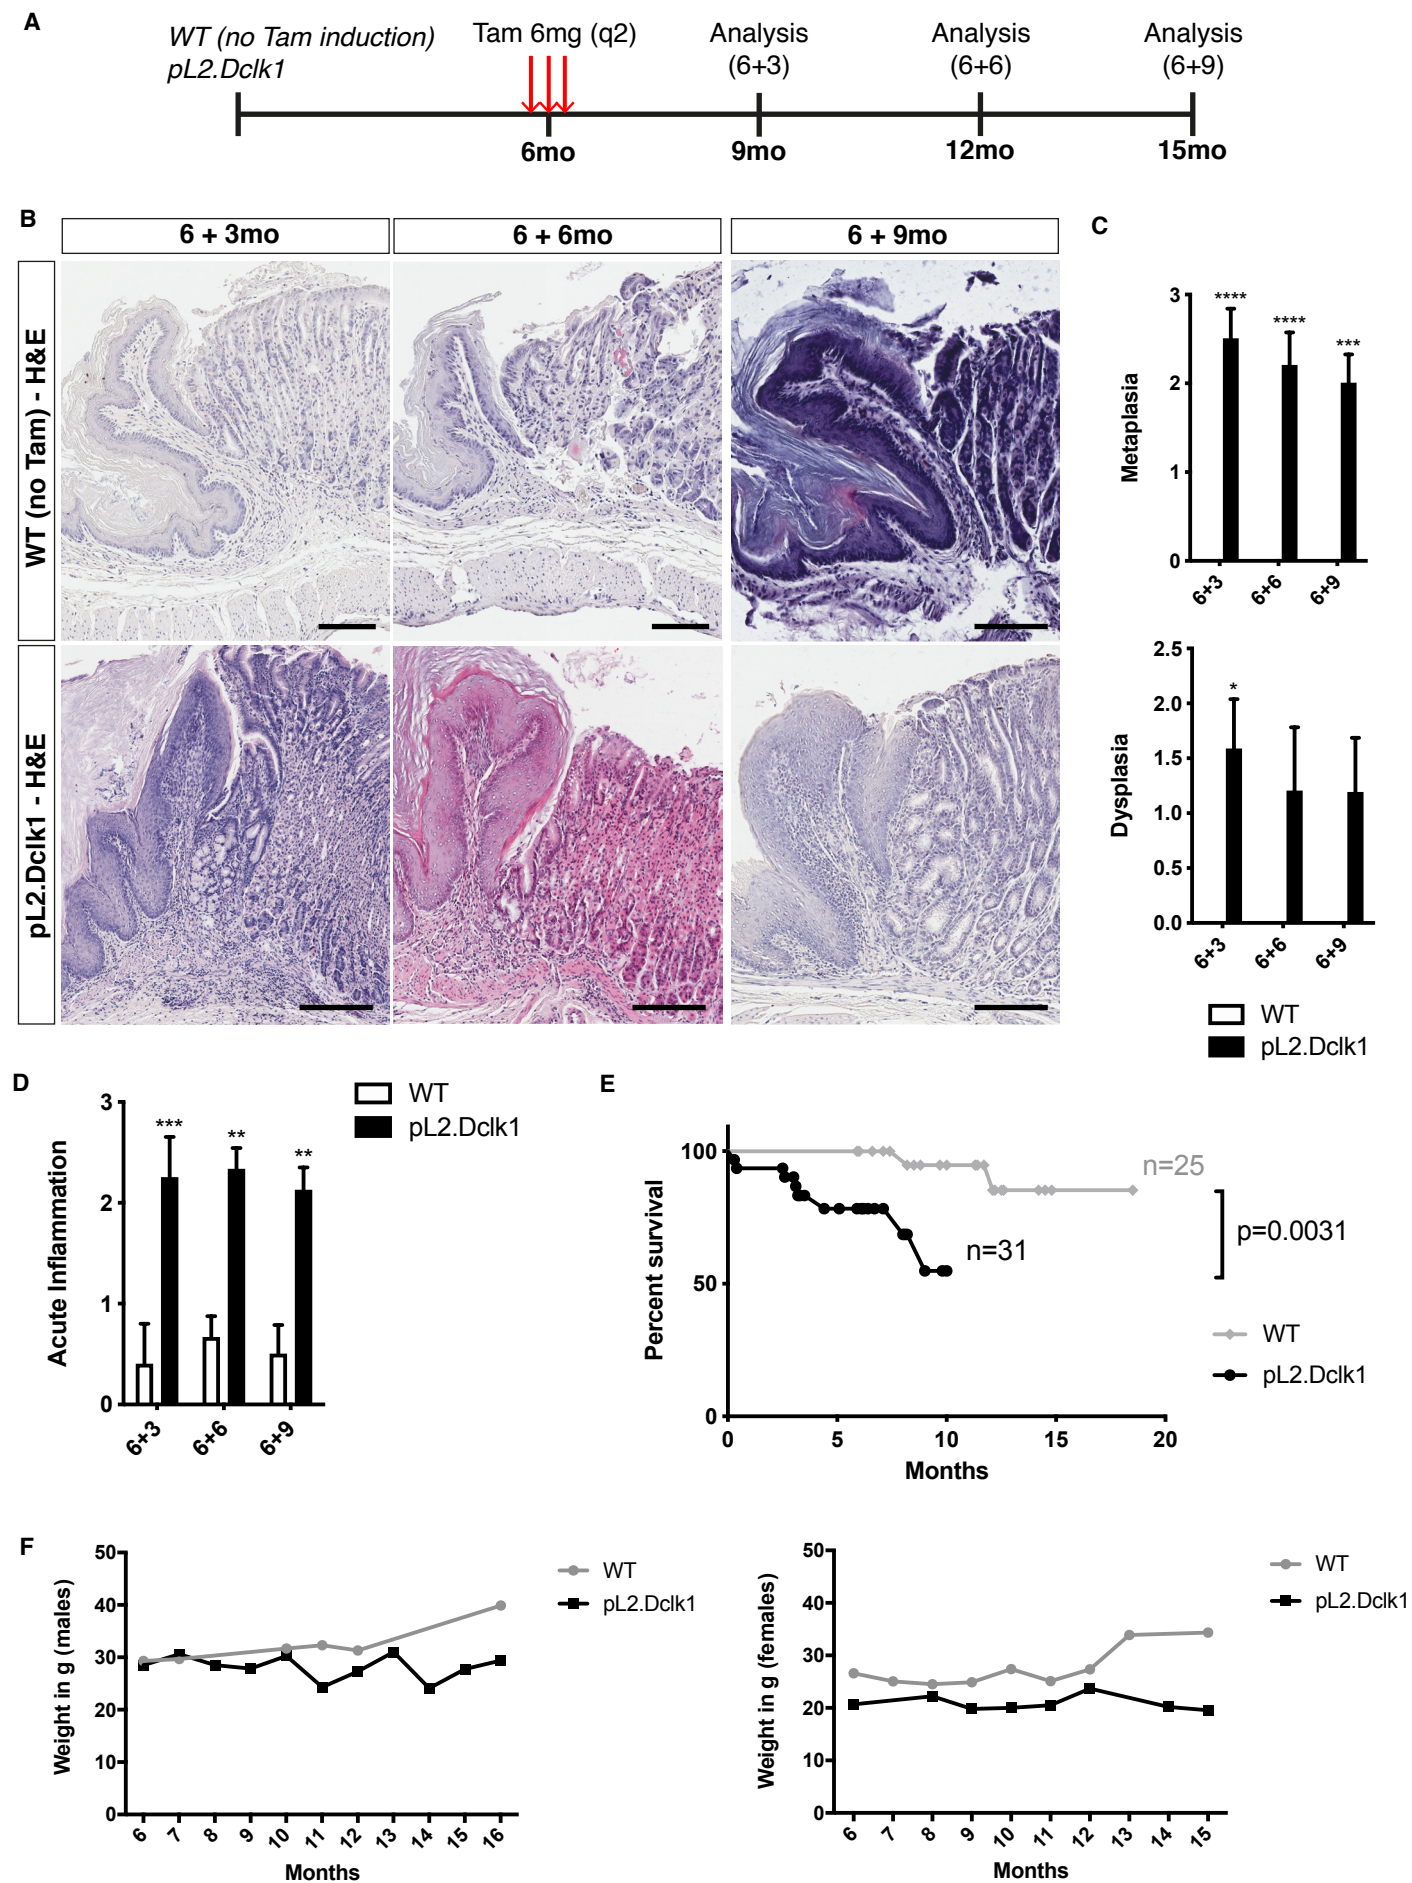 A
WT (no Tam induction)
pL2.Dclk1
Tam 6mg (q2)
Analysis
(6+3)
Analysis
(6+6)
Analysis
(6+9)
6mo
9mo
12mo
15mo
B
6 + 3mo
6 + 6mo
6 + 9mo
WT (no Tam) - H&E
pL2.Dclk1 - H&E
C
Metaplasia
3
2
1
0
****
****
***
6+3
6+6
6+9
Dysplasia
2.5
2.0
1.5
1.0
0.5
0.0
*
6+3
6+6
6+9
WT
pL2.Dclk1
D
Acute Inflammation
3
2
1
0
***
**
**
6+3
6+6
6+9
WT
pL2.Dclk1
E
Percent survival
100
50
0
n=25
n=31
p=0.0031
WT
pL2.Dclk1
0
5
10
15
20
Months
F
Weight in g (males)
50
40
30
20
10
0
6
7
8
9
10
11
12
13
14
15
16
Months
WT
pL2.Dclk1
Weight in g (females)
50
40
30
20
10
0
6
7
8
9
10
11
12
13
14
15
Months
WT
pL2.Dclk1